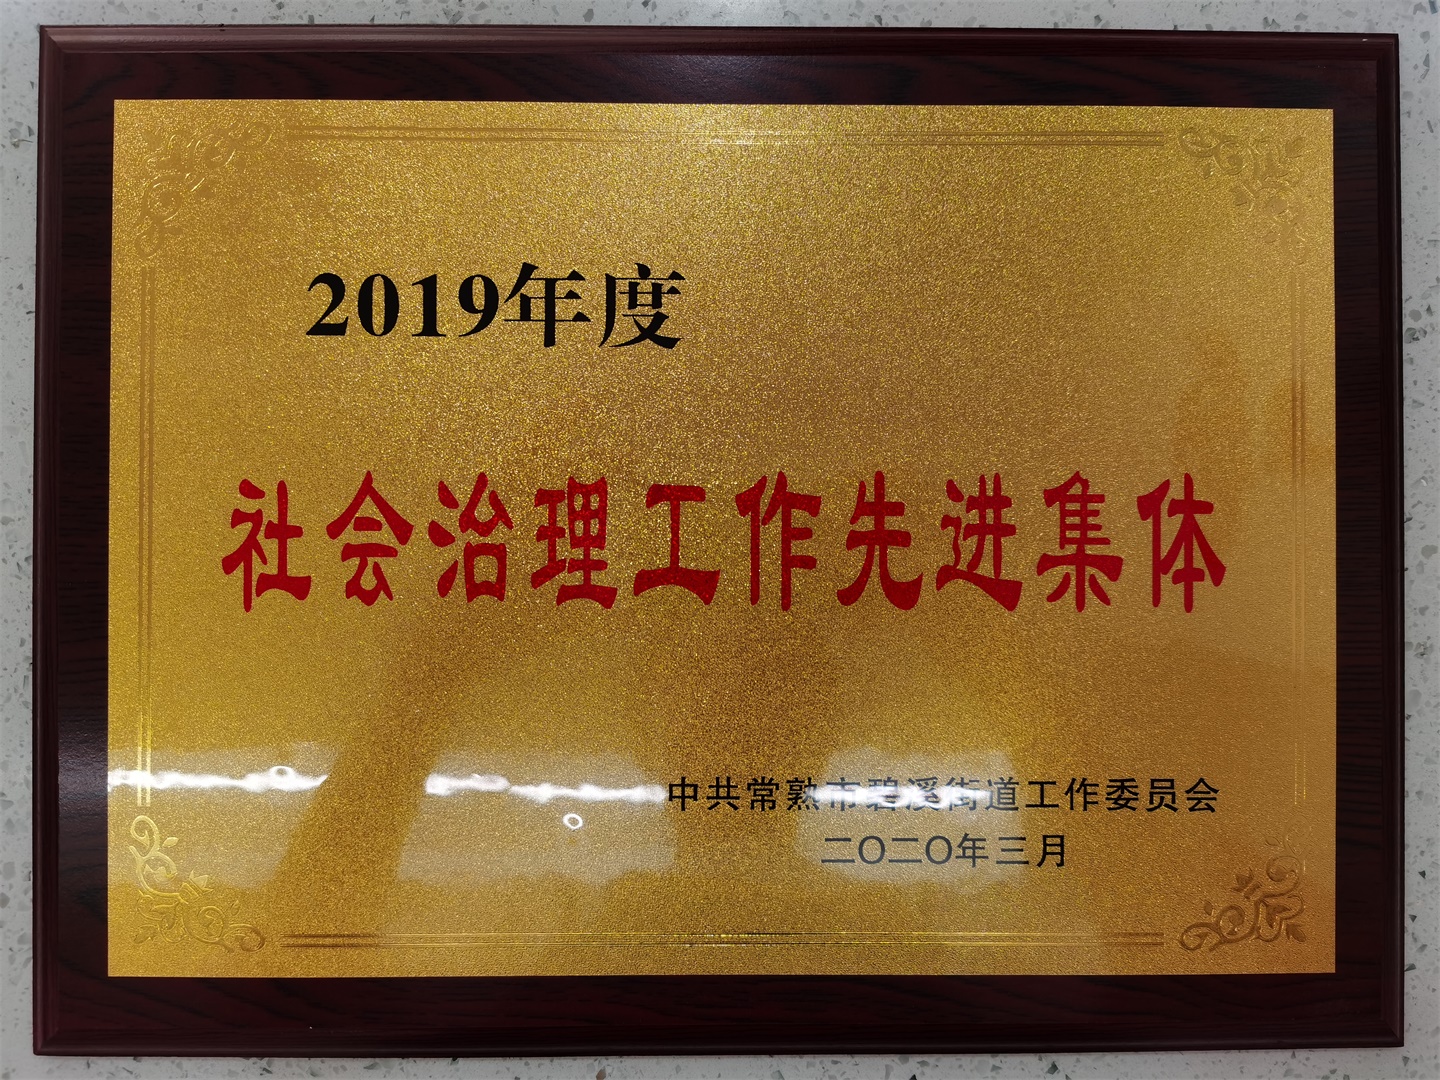 2019年度
社会治理工作先进集体
中共常熟市碧溪街道工作委员会
二〇二〇年三月